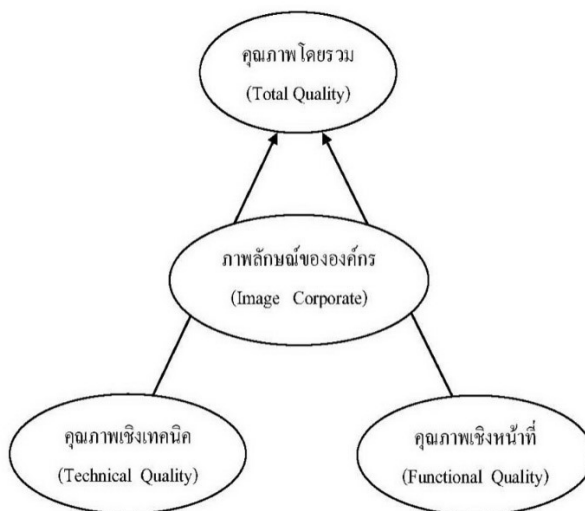 คุณภาพโดยรวม
(Total Quality)
ภาพลักษณ์ขององค์กร
(Image Corporate)
คุณภาพเชิงเทคนิค
(Technical Quality)
คุณภาพเชิงหน้าที่
(Functional Quality)